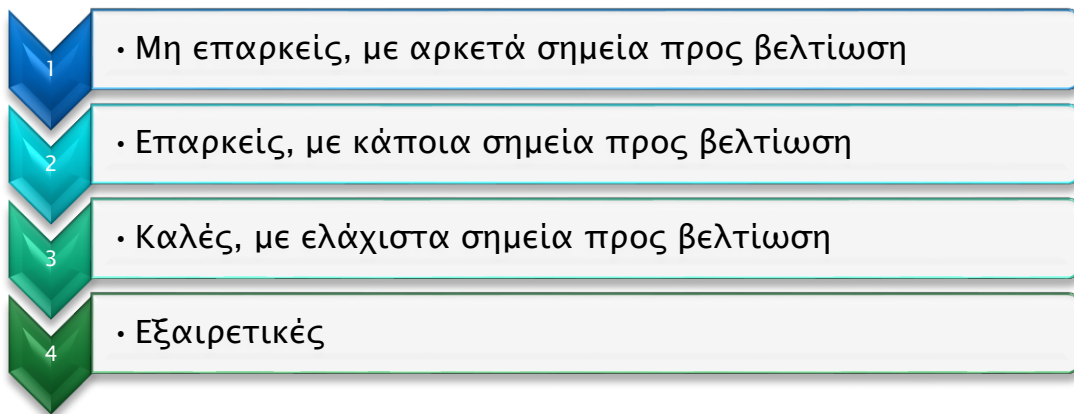 1
• Μη επαρκείς, με αρκετά σημεία προς βελτίωση
2
• Επαρκείς, με κάποια σημεία προς βελτίωση
3
• Καλές, με ελάχιστα σημεία προς βελτίωση
4
• Εξαιρετικές